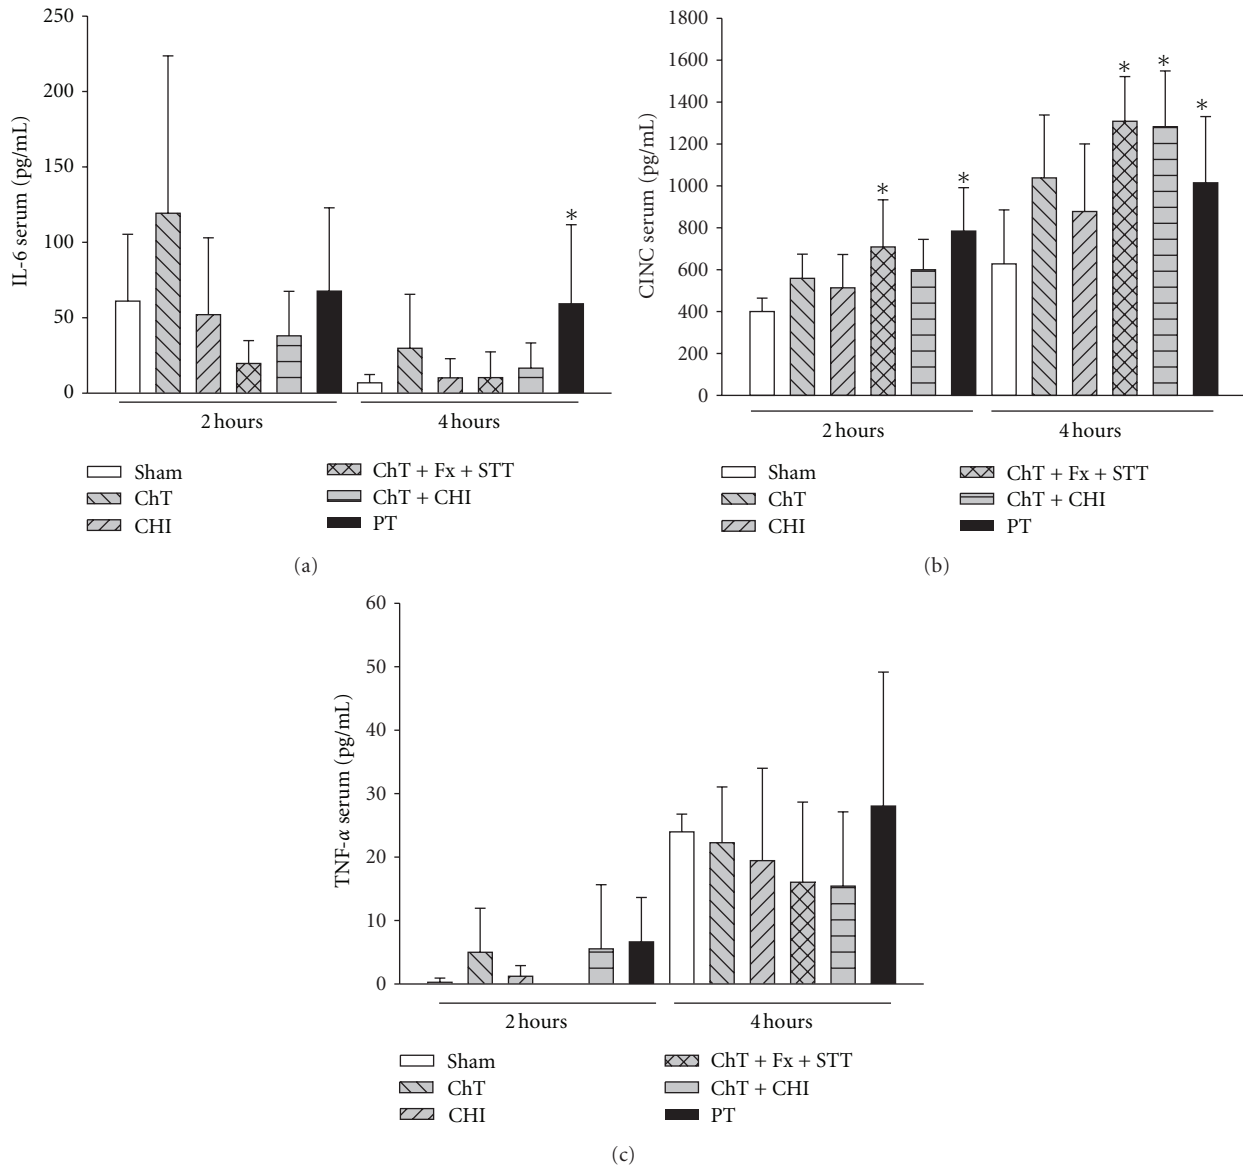 250
200
150
100
50
0
IL-6 serum (pg/mL)
*
2 hours
4 hours
Sham
ChT
CHI
ChT + Fx + STT
ChT + CHI
PT
(a)
1800
1600
1400
1200
1000
800
600
400
200
0
CINC serum (pg/mL)
* * * * *
2 hours
4 hours
Sham
ChT
CHI
ChT + Fx + STT
ChT + CHI
PT
(b)
60
50
40
30
20
10
0
TNF-α serum (pg/mL)
2 hours
4 hours
Sham
ChT
CHI
ChT + Fx + STT
ChT + CHI
PT
(c)